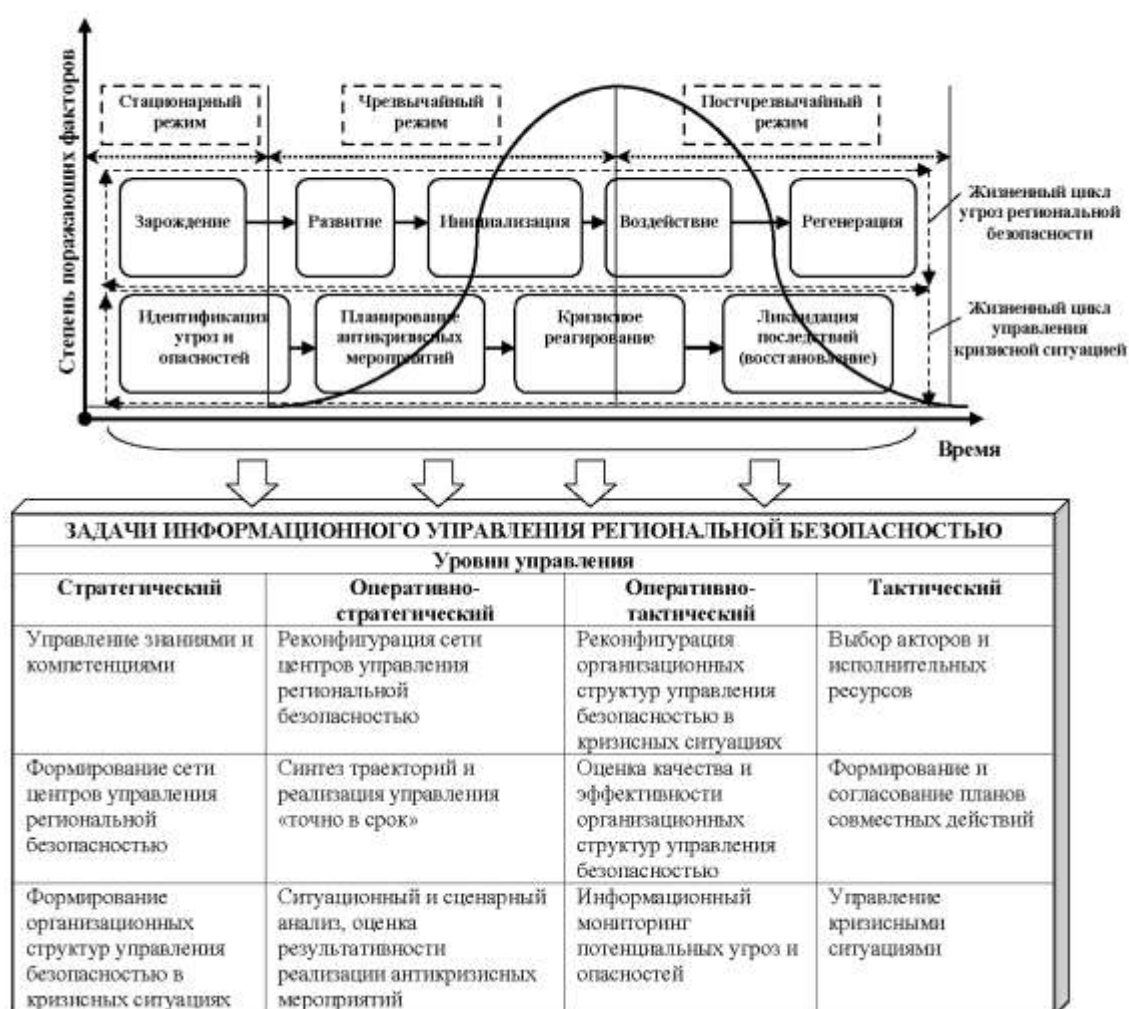 Степень поражающих факторов
Стационарный
режим
Чрезвычайный
режим
Постчрезвычайный
режим
Зарождение
Развитие
Инициализация
Воздействие
Регенерация
Жизненный цикл
угроз региональной
безопасности
Идентификация
угроз и
опасностей
Планирование
антикризисных
мероприятий
Кризисное
реагирование
Ликвидация
последствий
(восстановление)
Жизненный цикл
управления
кризисной ситуацией
Время
ЗАДАЧИ ИНФОРМАЦИОННОГО УПРАВЛЕНИЯ РЕГИОНАЛЬНОЙ БЕЗОПАСНОСТЬЮ
Уровни управления
Стратегический
Оперативно-
стратегический
Оперативно-
тактический
Тактический
Управление знаниями и
компетенциями
Реконфигурация сети
центров управления
региональной
безопасностью
Реконфигурация
организационных
структур управления
безопасностью в
кризисных ситуациях
Выбор акторов и
исполнительных
ресурсов
Формирование сети
центров управления
региональной
безопасностью
Синтез траекторий и
реализация управления
«точно в срок»
Оценка качества и
эффективности
организационных
структур управления
безопасностью
Формирование и
согласование планов
совместных действий
Формирование
организационных
структур управления
безопасностью в
кризисных ситуациях
Ситуационный и сценарный
анализ, оценка
результативности
реализации антикризисных
мероприятий
Информационный
мониторинг
потенциальных угроз и
опасностей
Управление
кризисными
ситуациями